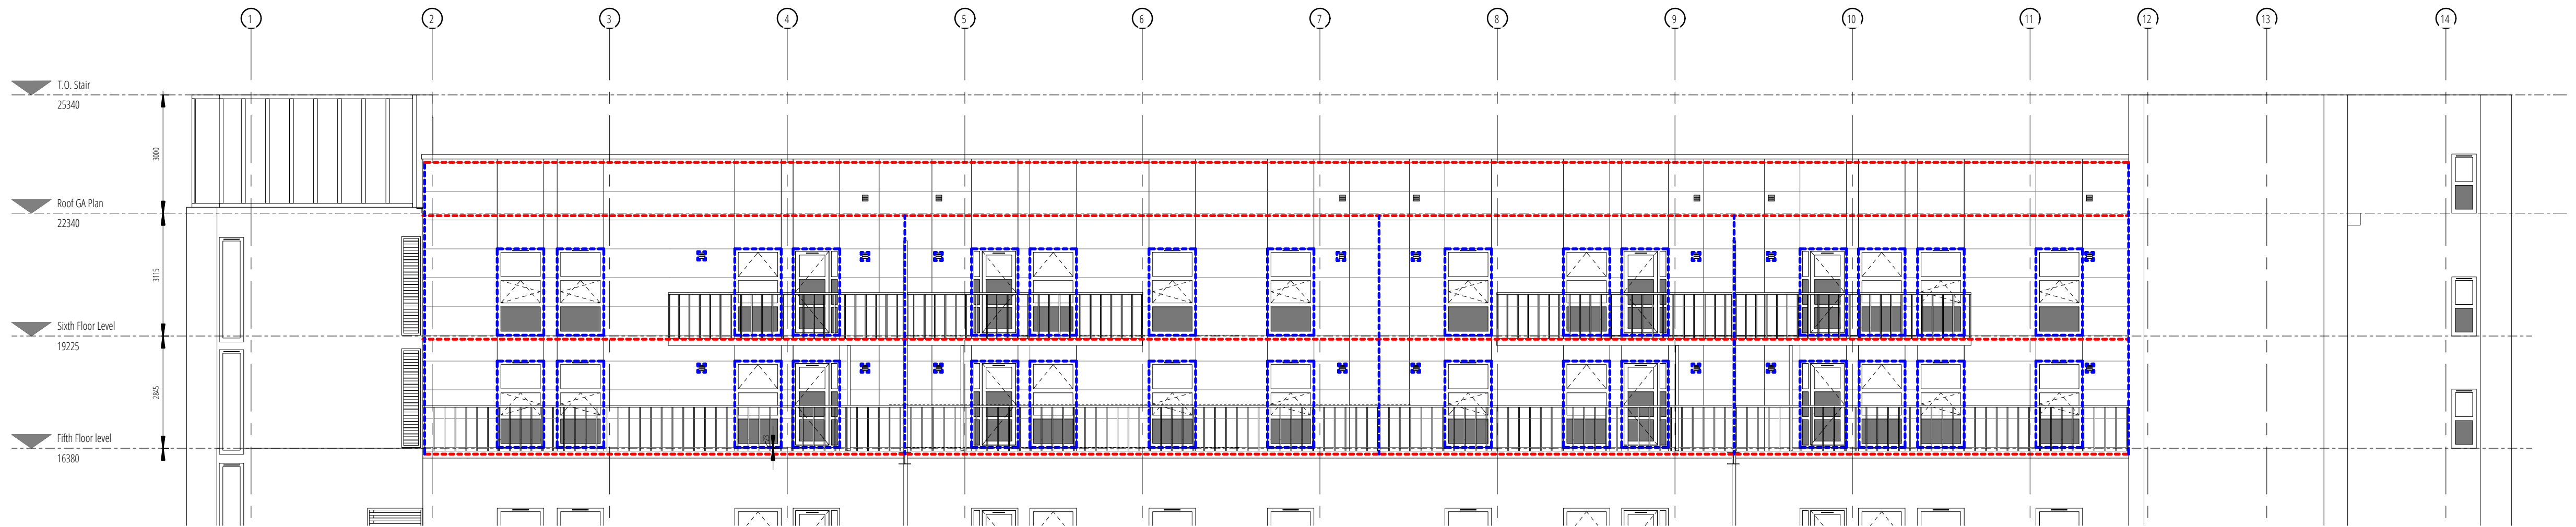 1 2 3 4 5 6 7 8 9 10 11 12 13 14
T.O. Stair
25340
3000
Roof GA Plan
22340
3115
Sixth Floor Level
19225
2845
Fifth Floor level
16380